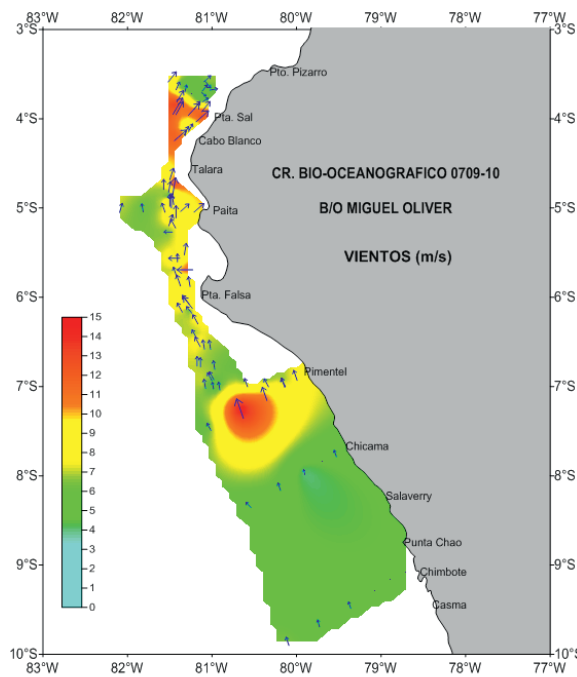 83°W 82°W 81°W 80°W 79°W 78°W 77°W
3°S
Pto. Pizarro
4°S
Pta. Sal
Cabo Blanco
Talara
CR. BIO-OCEANOGRAFICO 0709-10
5°S
Paita
B/O MIGUEL OLIVER
VIENTOS (m/s)
6°S
Pta. Falsa
15
14
13
12
11
10
9
8
7
6
5
4
3
2
1
0
Pimentel
7°S
Chicama
8°S
Salaverry
Punta Chao
9°S
Chimbote
Casma
10°S
83°W 82°W 81°W 80°W 79°W 78°W 77°W